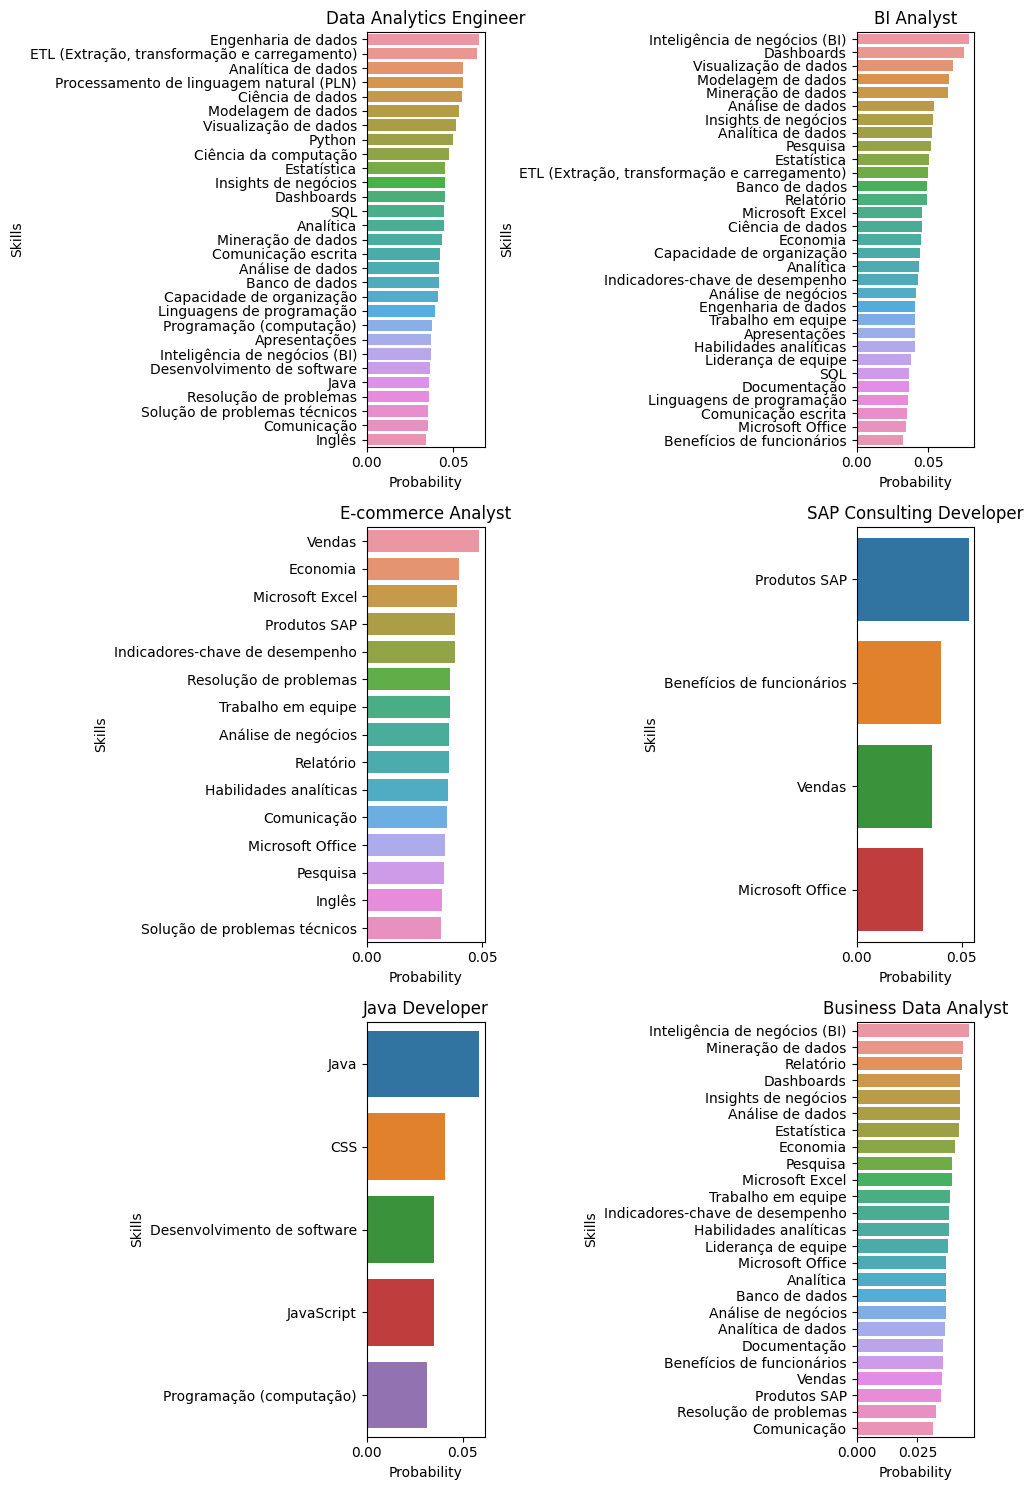 Data Analytics Engineer
Engenharia de dados
ETL (Extração, transformação e carregamento)
Analítica de dados
Processamento de linguagem natural (PLN)
Ciência de dados
Modelagem de dados
Visualização de dados
Python
Ciência da computação
Estatística
Insights de negócios
Dashboards
SQL
Analítica
Mineração de dados
Comunicação escrita
Análise de dados
Banco de dados
Capacidade de organização
Linguagens de programação
Programação (computação)
Apresentações
Inteligência de negócios (BI)
Desenvolvimento de software
Java
Resolução de problemas
Solução de problemas técnicos
Comunicação
Inglês
Skills
0.00 0.05
Probability
BI Analyst
Inteligência de negócios (BI)
Dashboards
Visualização de dados
Modelagem de dados
Mineração de dados
Análise de dados
Insights de negócios
Analítica de dados
Pesquisa
Estatística
ETL (Extração, transformação e carregamento)
Banco de dados
Relatório
Microsoft Excel
Ciência de dados
Economia
Capacidade de organização
Analítica
Indicadores-chave de desempenho
Análise de negócios
Engenharia de dados
Trabalho em equipe
Apresentações
Habilidades analíticas
Liderança de equipe
SQL
Documentação
Linguagens de programação
Comunicação escrita
Microsoft Office
Benefícios de funcionários
Skills
0.00 0.05
Probability
E-commerce Analyst
Vendas
Economia
Microsoft Excel
Produtos SAP
Indicadores-chave de desempenho
Resolução de problemas
Trabalho em equipe
Análise de negócios
Relatório
Habilidades analíticas
Comunicação
Microsoft Office
Pesquisa
Inglês
Solução de problemas técnicos
Skills
0.00 0.05
Probability
SAP Consulting Developer
Produtos SAP
Benefícios de funcionários
Vendas
Microsoft Office
Skills
0.00 0.05
Probability
Java Developer
Java
CSS
Desenvolvimento de software
JavaScript
Programação (computação)
Skills
0.00 0.05
Probability
Business Data Analyst
Inteligência de negócios (BI)
Mineração de dados
Relatório
Dashboards
Insights de negócios
Análise de dados
Estatística
Economia
Pesquisa
Microsoft Excel
Trabalho em equipe
Indicadores-chave de desempenho
Habilidades analíticas
Liderança de equipe
Microsoft Office
Analítica
Banco de dados
Análise de negócios
Analítica de dados
Documentação
Benefícios de funcionários
Vendas
Produtos SAP
Resolução de problemas
Comunicação
Skills
0.000 0.025
Probability